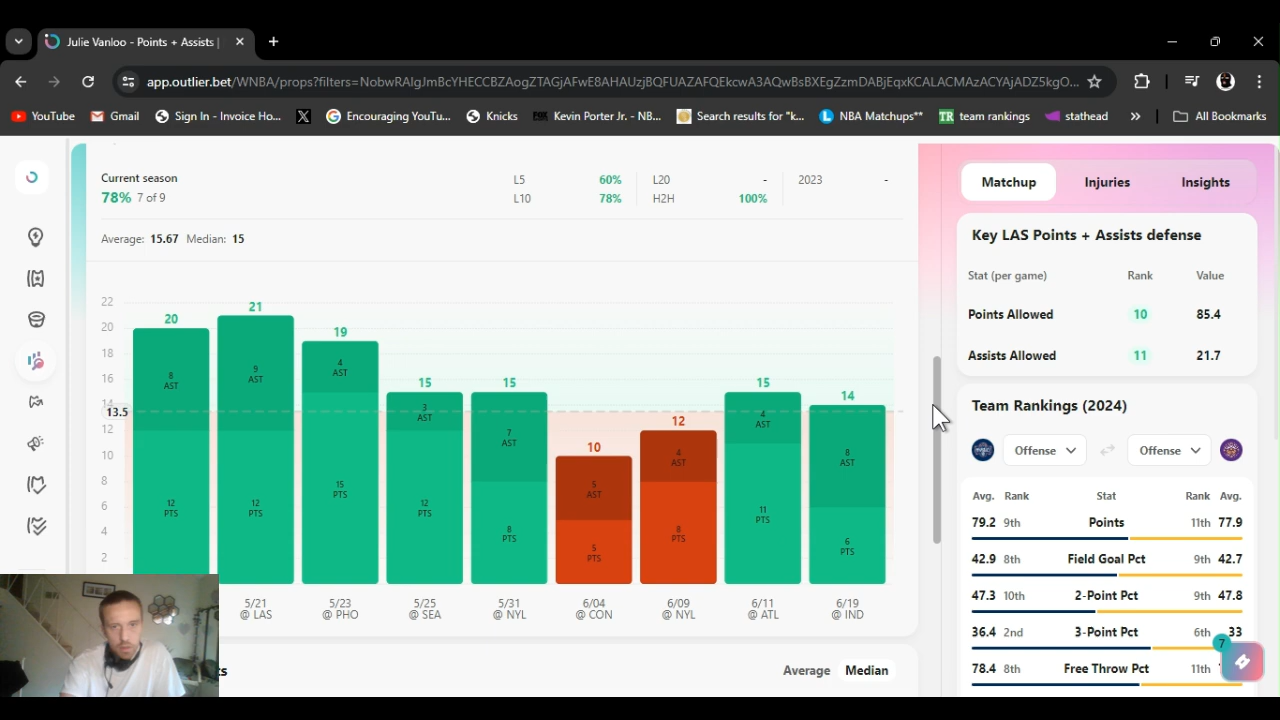 Julie Vanloo - Points + Assists |
app.outlier.bet/WNBA/props?filters=NobwRAIgJmBcYHECCBZAogZTAGjAFwE8AHAUzjBQFUAZAFQEkcwA3AQwBsBXEgZzmDABjEqxKCALACMAzACYAjADZ5kgO...
YouTube Gmail Sign In - Invoice Ho... X Encouraging YouTu... Knicks Kevin Porter Jr. - NB... Search results for "k... NBA Matchups** team rankings stathead » All Bookmarks
Current season
78% 7 of 9
L5 60% L20 - 2023 -
L10 78% H2H 100%
Average: 15.67 Median: 15
22
20
18
16
14
13.5
12
10
8
6
4
2
20
8 AST
12 PTS
21
9 AST
12 PTS
5/21
@ LAS
19
4 AST
15 PTS
5/23
@ PHO
15
3 AST
12 PTS
5/25
@ SEA
15
7 AST
8 PTS
5/31
@ NYL
10
5 AST
5 PTS
6/04
@ CON
12
4 AST
8 PTS
6/09
@ NYL
15
4 AST
11 PTS
6/11
@ ATL
14
8 AST
6 PTS
6/19
@ IND
Average Median
Matchup Injuries Insights
Key LAS Points + Assists defense
Stat (per game) Rank Value
Points Allowed 10 85.4
Assists Allowed 11 21.7
Team Rankings (2024)
Offense Offense
Avg. Rank Stat Rank Avg.
79.2 9th Points 11th 77.9
42.9 8th Field Goal Pct 9th 42.7
47.3 10th 2-Point Pct 9th 47.8
36.4 2nd 3-Point Pct 6th 33
78.4 8th Free Throw Pct 11th
7